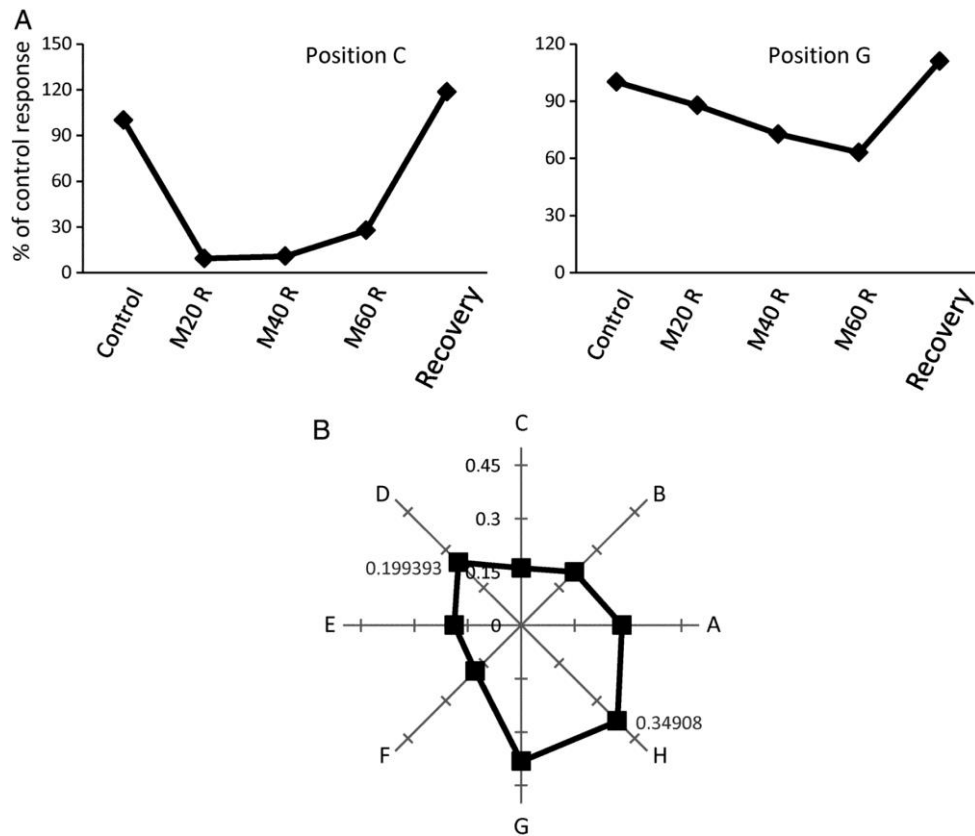 A
Position C
% of control response
150
120
90
60
30
0
Control
M20 R
M40 R
M60 R
Recovery
Position G
120
90
60
30
0
Control
M20 R
M40 R
M60 R
Recovery
B
C
0.45
D
B
0.3
0.199393
0.15
E
0
A
0.34908
F
H
G